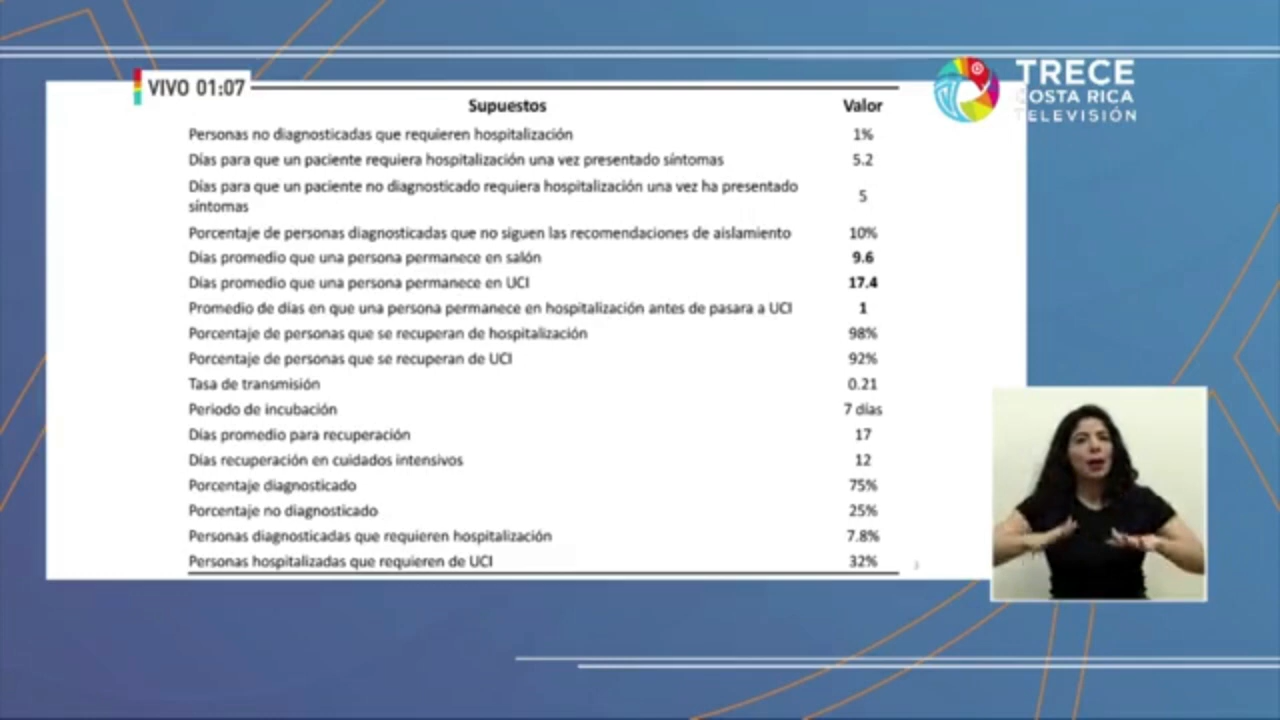 VIVO 01:07
TRECE
COSTA RICA
TELEVISIÓN
Supuestos Valor
Personas no diagnosticadas que requieren hospitalización 1%
Días para que un paciente requiera hospitalización una vez presentado síntomas 5.2
Días para que un paciente no diagnosticado requiera hospitalización una vez ha presentado
síntomas 5
Porcentaje de personas diagnosticadas que no siguen las recomendaciones de aislamiento 10%
Días promedio que una persona permanece en salón 9.6
Días promedio que una persona permanece en UCI 17.4
Promedio de días en que una persona permanece en hospitalización antes de pasara a UCI 1
Porcentaje de personas que se recuperan de hospitalización 98%
Porcentaje de personas que se recuperan de UCI 92%
Tasa de transmisión 0.21
Periodo de incubación 7 días
Días promedio para recuperación 17
Días recuperación en cuidados intensivos 12
Porcentaje diagnosticado 75%
Porcentaje no diagnosticado 25%
Personas diagnosticadas que requieren hospitalización 7.8%
Personas hospitalizadas que requieren de UCI 32%